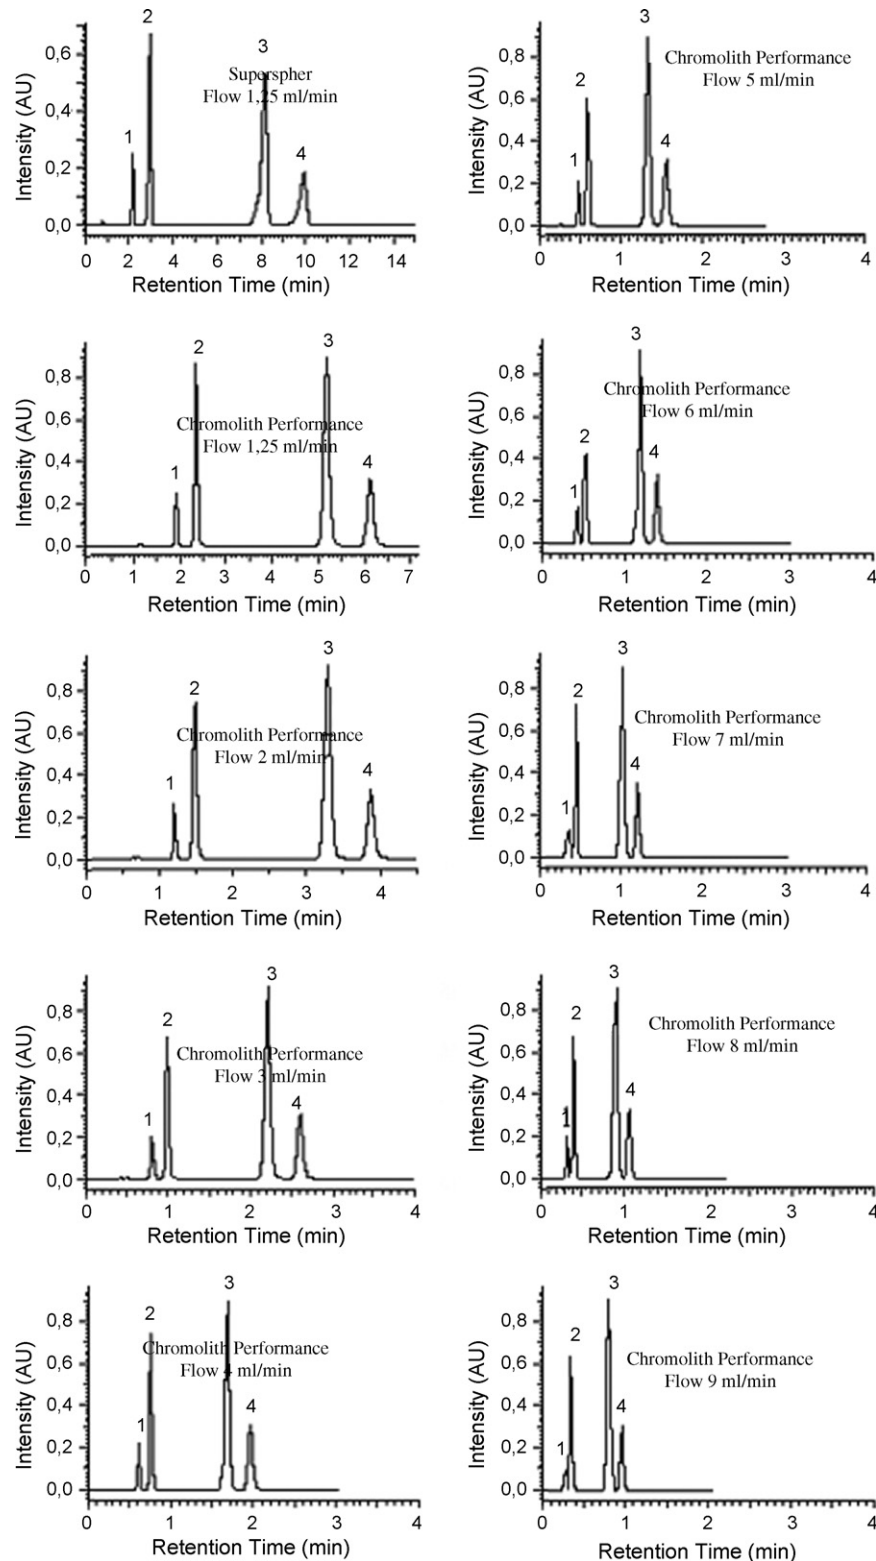 Intensity (AU)
0,6
0,4
0,2
0,0
1
2
3
4
Superspher
Flow 1,25 ml/min
0 2 4 6 8 10 12 14
Retention Time (min)
Intensity (AU)
0,8
0,6
0,4
0,2
0,0
1
2
3
4
Chromolith Performance
Flow 1,25 ml/min
0 1 2 3 4 5 6 7
Retention Time (min)
Intensity (AU)
0,8
0,6
0,4
0,2
0,0
1
2
3
4
Chromolith Performance
Flow 2 ml/min
0 1 2 3 4
Retention Time (min)
Intensity (AU)
0,8
0,6
0,4
0,2
0,0
1
2
3
4
Chromolith Performance
Flow 3 ml/min
0 1 2 3 4
Retention Time (min)
Intensity (AU)
0,8
0,6
0,4
0,2
0,0
1
2
3
4
Chromolith Performance
Flow 4 ml/min
0 1 2 3 4
Retention Time (min)
Intensity (AU)
0,8
0,6
0,4
0,2
0,0
1
2
3
4
Chromolith Performance
Flow 5 ml/min
0 1 2 3 4
Retention Time (min)
Intensity (AU)
0,8
0,6
0,4
0,2
0,0
1
2
3
4
Chromolith Performance
Flow 6 ml/min
0 1 2 3 4
Retention Time (min)
Intensity (AU)
0,8
0,6
0,4
0,2
0,0
1
2
3
4
Chromolith Performance
Flow 7 ml/min
0 1 2 3 4
Retention Time (min)
Intensity (AU)
0,8
0,6
0,4
0,2
0,0
1
2
3
4
Chromolith Performance
Flow 8 ml/min
0 1 2 3 4
Retention Time (min)
Intensity (AU)
0,8
0,6
0,4
0,2
0,0
1
2
3
4
Chromolith Performance
Flow 9 ml/min
0 1 2 3 4
Retention Time (min)